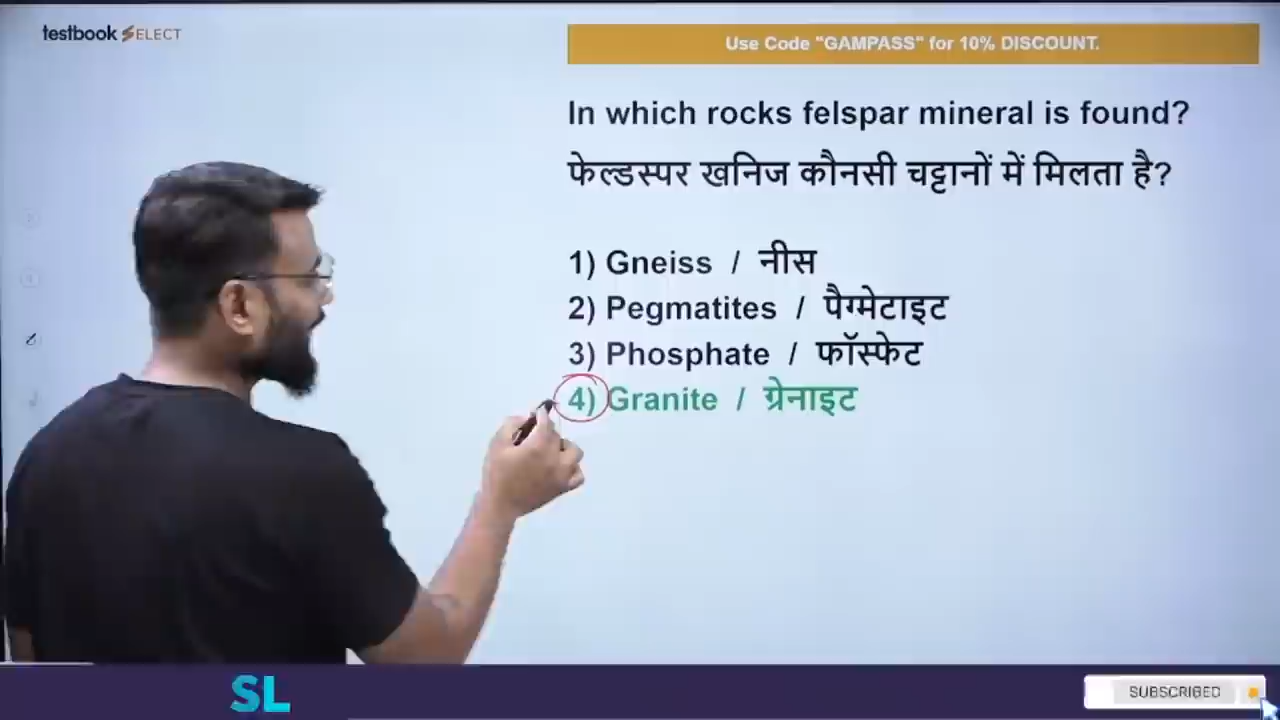 testbook SELECT
Use Code "GAMPASS" for 10% DISCOUNT.
In which rocks felspar mineral is found?
फेल्डस्पर खनिज कौनसी चट्टानों में मिलता है?
1) Gneiss / नीस
2) Pegmatites / पैग्मेटाइट
3) Phosphate / फॉस्फेट
4) Granite / ग्रेनाइट
SL
SUBSCRIBED